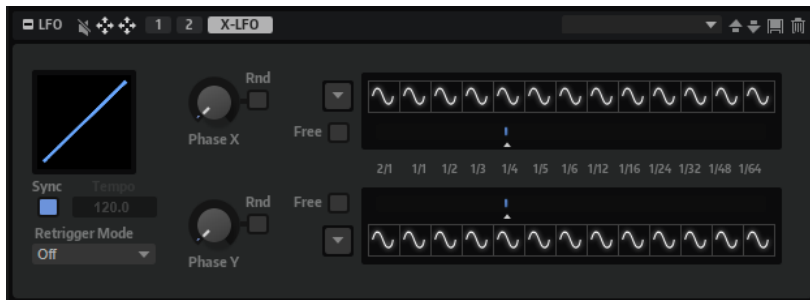 LFO 1 2 X-LFO
Rnd
Phase X
Free
2/1 1/1 1/2 1/3 1/4 1/5 1/6 1/12 1/16 1/24 1/32 1/48 1/64
Sync Tempo
120.0
Rnd Free
Retrigger Mode
Off
Phase Y